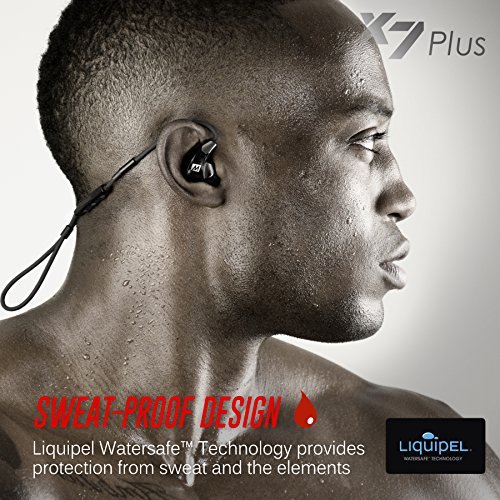 X7 Plus
SWEAT-PROOF DESIGN
Liquipel Watersafe™ Technology provides
protection from sweat and the elements
LIQUIPEL®
WATERSAFE™ TECHNOLOGY